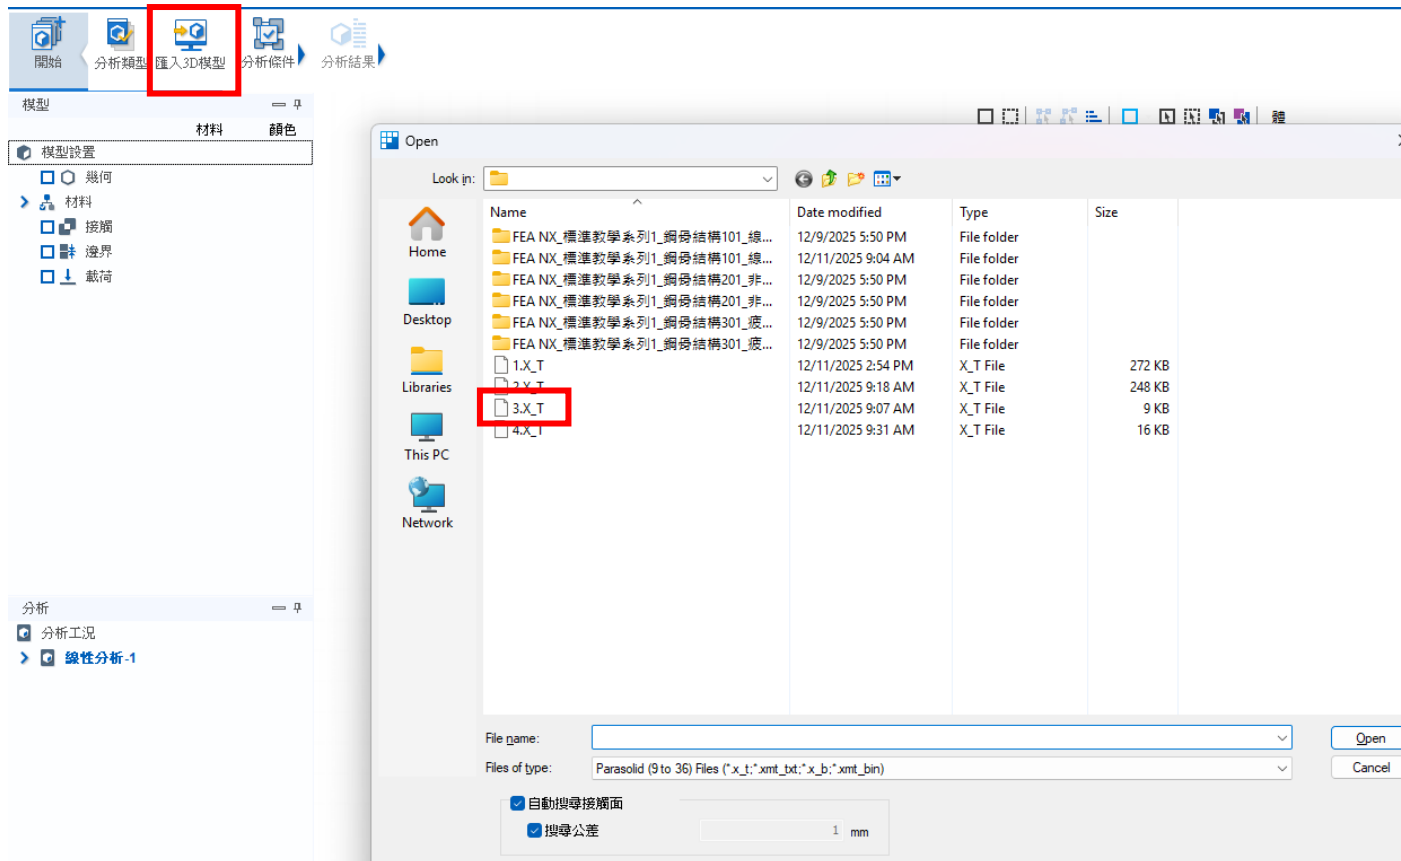 開始
分析類型
匯入3D模型
分析條件
分析結果
模型
材料 顏色
模型設置
幾何
材料
接觸
邊界
載荷
分析
分析工況
線性分析-1
體
Open
Look in:
Home
Desktop
Libraries
This PC
Network
Name Date modified Type Size
FEA NX_標準教學系列1_鋼骨結構101_線... 12/9/2025 5:50 PM File folder
FEA NX_標準教學系列1_鋼骨結構101_線... 12/11/2025 9:04 AM File folder
FEA NX_標準教學系列1_鋼骨結構201_非... 12/9/2025 5:50 PM File folder
FEA NX_標準教學系列1_鋼骨結構201_非... 12/9/2025 5:50 PM File folder
FEA NX_標準教學系列1_鋼骨結構301_疲... 12/9/2025 5:50 PM File folder
FEA NX_標準教學系列1_鋼骨結構301_疲... 12/9/2025 5:50 PM File folder
1.X_T 12/11/2025 2:54 PM X_T File 272 KB
2.X_T 12/11/2025 9:18 AM X_T File 248 KB
3.X_T 12/11/2025 9:07 AM X_T File 9 KB
4.X_T 12/11/2025 9:31 AM X_T File 16 KB
File name:
Open
Files of type: Parasolid (9 to 36) Files (*.x_t;*.xmt_txt;*.x_b;*.xmt_bin)
Cancel
自動搜尋接觸面
搜尋公差 1 mm